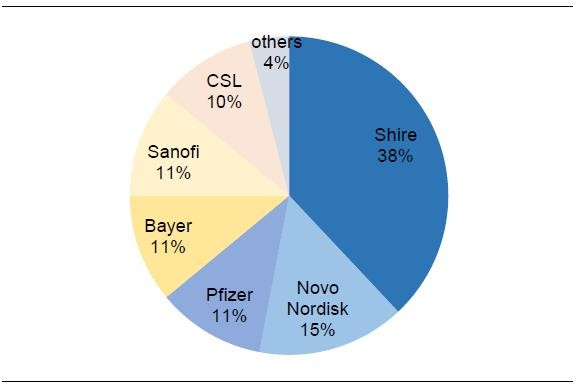 others
4%
Shire
38%
Novo
Nordisk
15%
Pfizer
11%
Bayer
11%
Sanofi
11%
CSL
10%